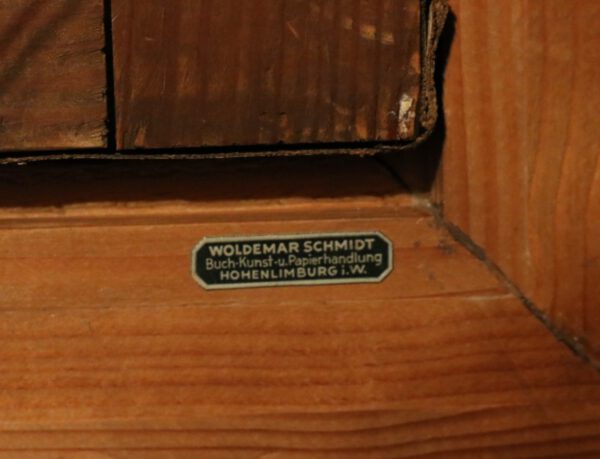 WOLDEMAR SCHMIDT
Buch-Kunst-u.Papierhandlung
HOHENLIMBURG i.W.